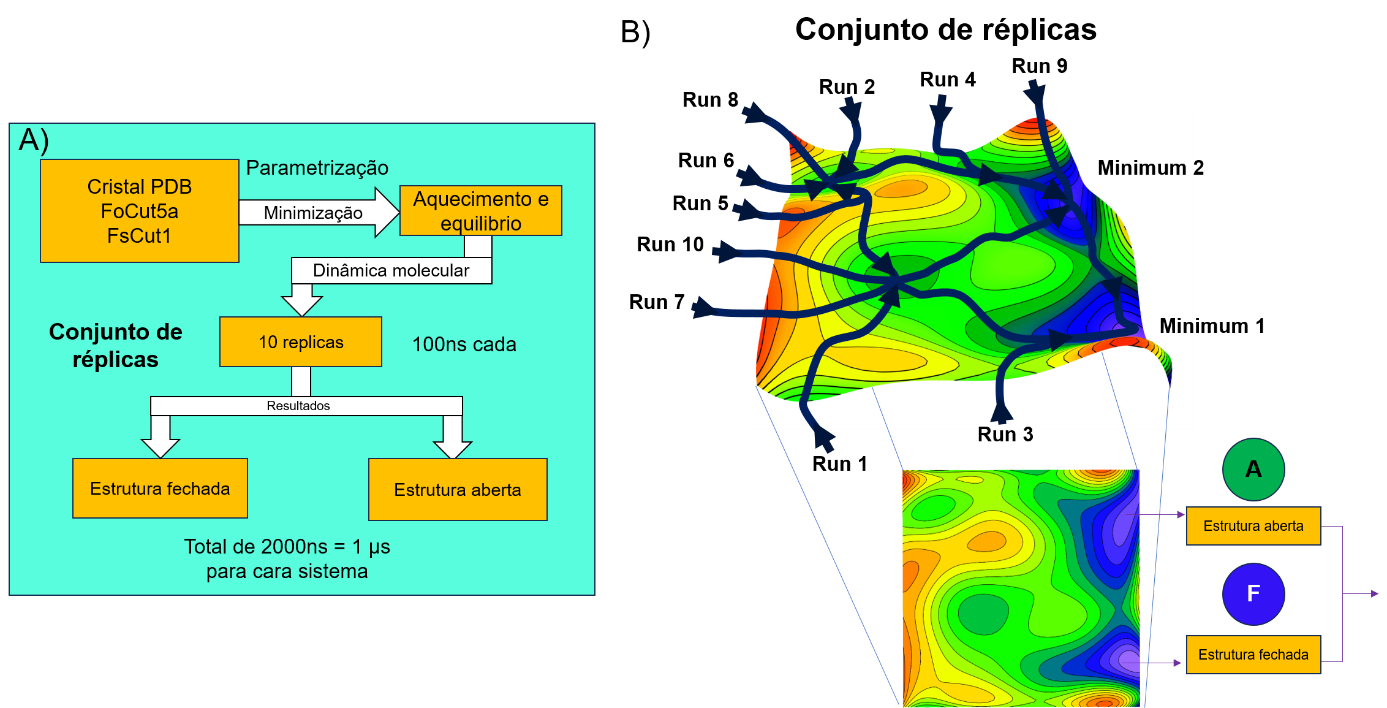 A)
Cristal PDB
FoCut5a
FsCut1
Parametrização
Minimização
Aquecimento e
equilibrio
Dinâmica molecular
Conjunto de
réplicas
10 replicas
100ns cada
Resultados
Estrutura fechada
Estrutura aberta
Total de 2000ns = 1 µs
para cara sistema
B)
Conjunto de réplicas
Run 8
Run 2
Run 4
Run 9
Run 6
Run 5
Run 10
Run 7
Minimum 2
Minimum 1
Run 3
Run 1
A
Estrutura aberta
F
Estrutura fechada